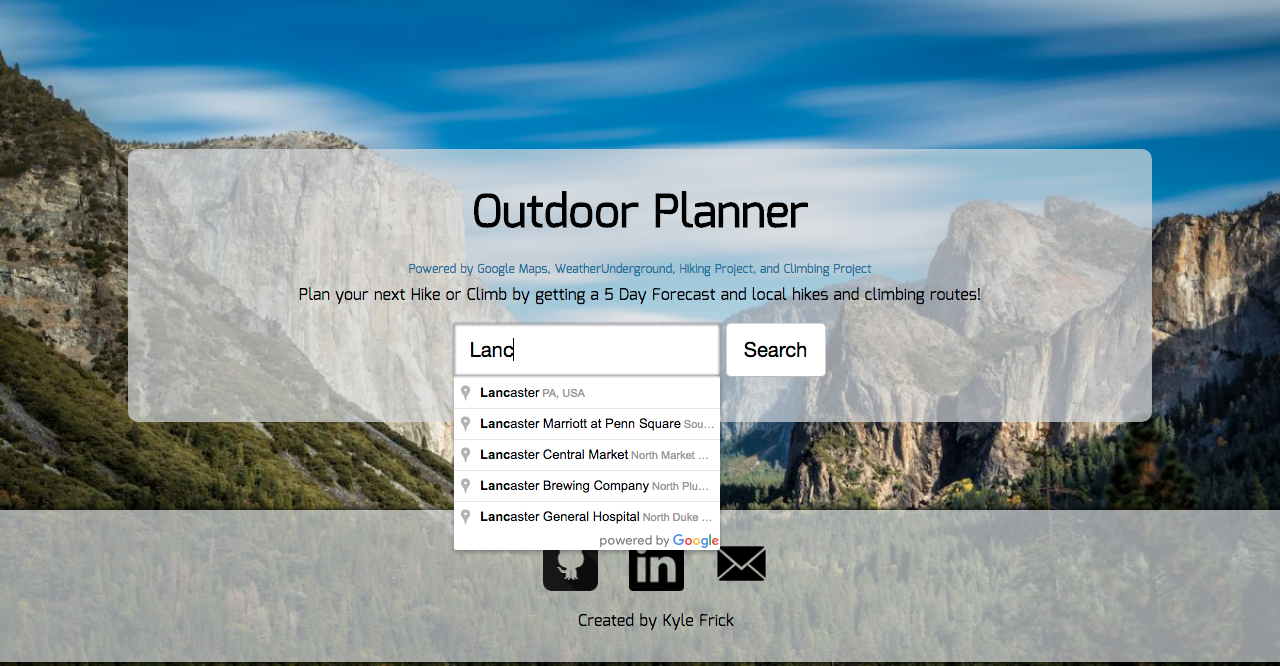 Outdoor Planner
Powered by Google Maps, WeatherUnderground, Hiking Project, and Climbing Project
Plan your next Hike or Climb by getting a 5 Day Forecast and local hikes and climbing routes!
Lanc
Search
Lancaster PA, USA
Lancaster Marriott at Penn Square Sou...
Lancaster Central Market North Market ...
Lancaster Brewing Company North Plu...
Lancaster General Hospital North Duke ...
powered by Google
in
Created by Kyle Frick